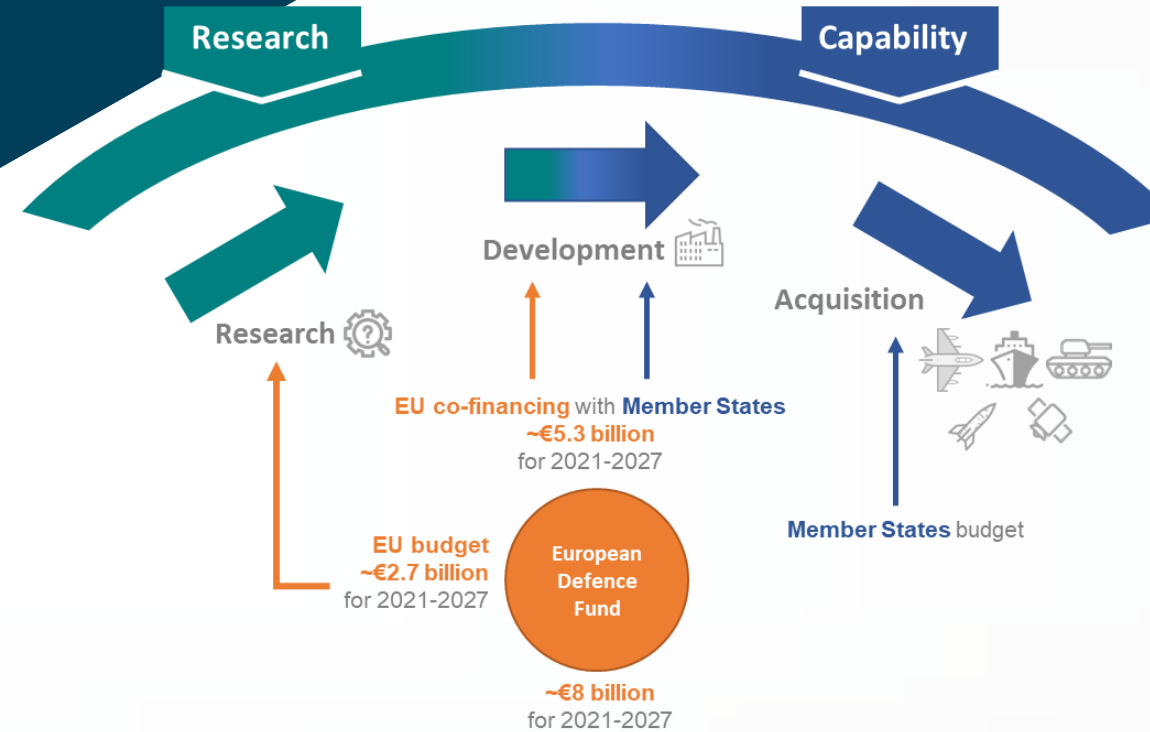 Research
Capability
Development
Acquisition
Research
?
EU co-financing with Member States
~€5.3 billion
for 2021-2027
Member States budget
EU budget
~€2.7 billion
for 2021-2027
European
Defence
Fund
~€8 billion
for 2021-2027